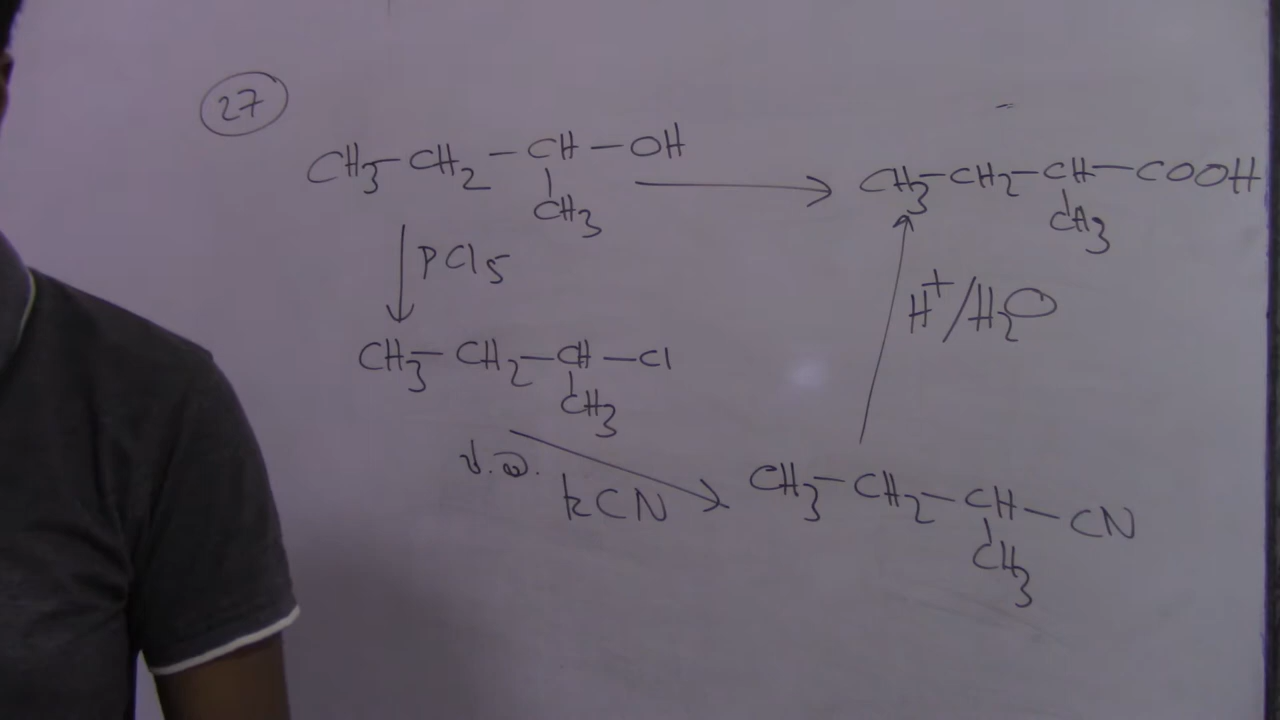 27
CH3-CH2-CH-OH → CH3-CH2-CH-COOH
CH3
CH3
PCl5
H+/H2O
CH3-CH2-CH-Cl
CH3
KCN
CH3-CH2-CH-CN
CH3